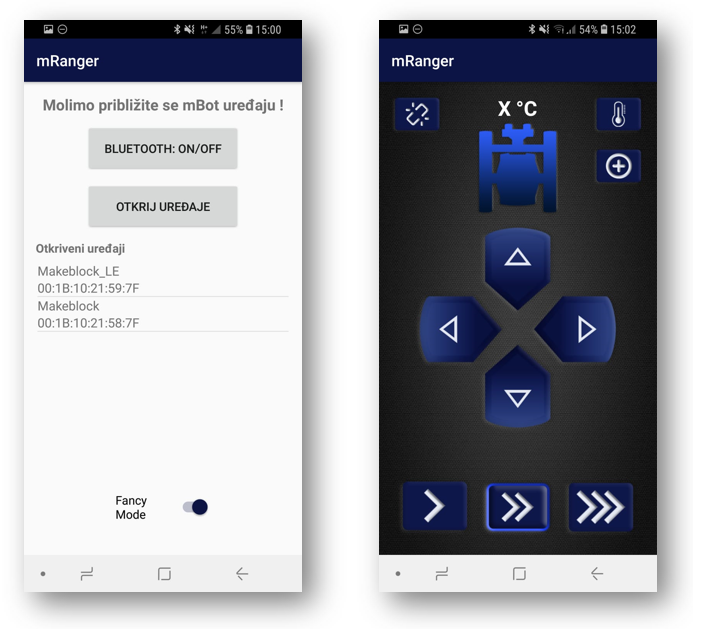 55% 15:00
mRanger
Molimo približite se mBot uređaju !
BLUETOOTH: ON/OFF
OTKRIJ UREĐAJE
Otkriveni uređaji
Makeblock_LE
00:1B:10:21:59:7F
Makeblock
00:1B:10:21:58:7F
Fancy
Mode
54% 15:02
mRanger
X °C